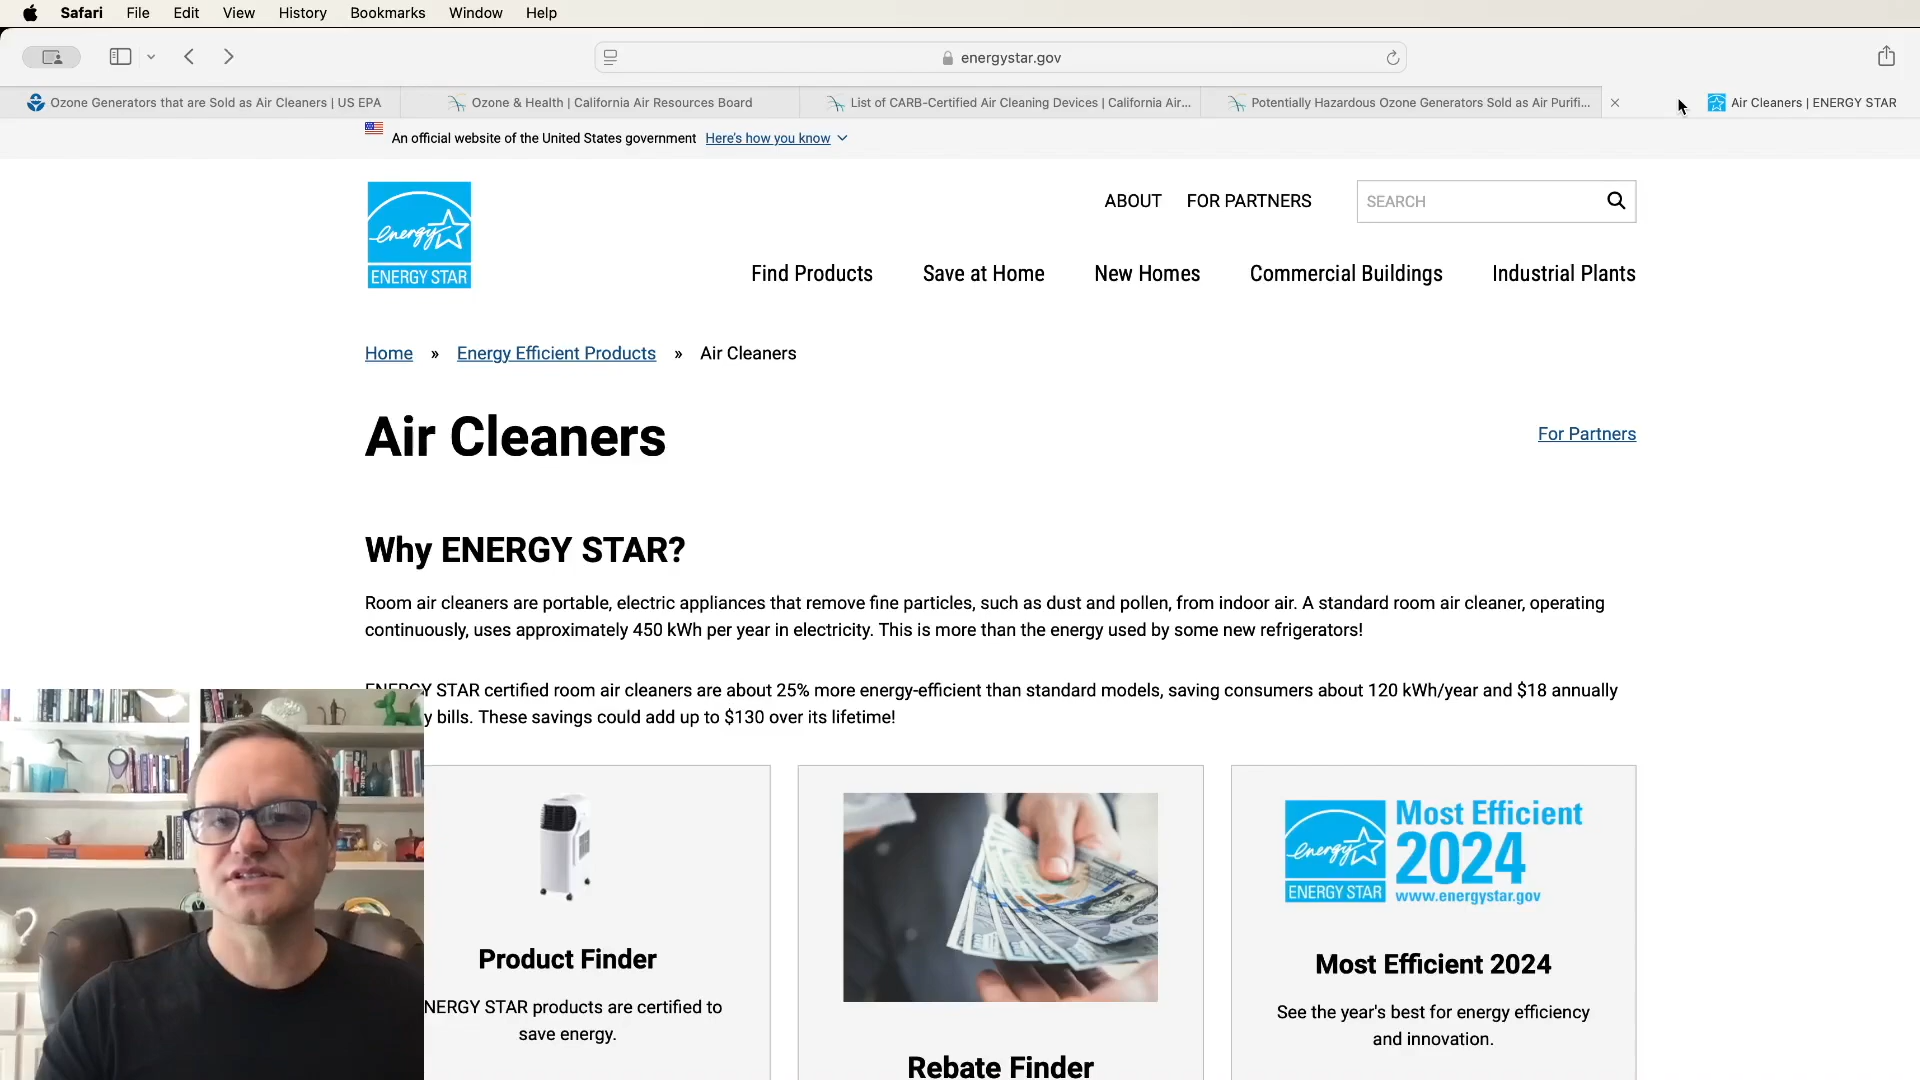 Safari File Edit View History Bookmarks Window Help
energystar.gov
Ozone Generators that are Sold as Air Cleaners | US EPA
Ozone & Health | California Air Resources Board
List of CARB-Certified Air Cleaning Devices | California Air...
Potentially Hazardous Ozone Generators Sold as Air Purifi...
Air Cleaners | ENERGY STAR
An official website of the United States government Here's how you know
energy
ENERGY STAR
ABOUT FOR PARTNERS SEARCH
Find Products Save at Home New Homes Commercial Buildings Industrial Plants
Home » Energy Efficient Products » Air Cleaners
Air Cleaners
For Partners
Why ENERGY STAR?
Room air cleaners are portable, electric appliances that remove fine particles, such as dust and pollen, from indoor air. A standard room air cleaner, operating
continuously, uses approximately 450 kWh per year in electricity. This is more than the energy used by some new refrigerators!
ENERGY STAR certified room air cleaners are about 25% more energy-efficient than standard models, saving consumers about 120 kWh/year and $18 annually
y bills. These savings could add up to $130 over its lifetime!
Product Finder
NERGY STAR products are certified to
save energy.
Rebate Finder
energy
ENERGY STAR
Most Efficient
2024
www.energystar.gov
Most Efficient 2024
See the year's best for energy efficiency
and innovation.